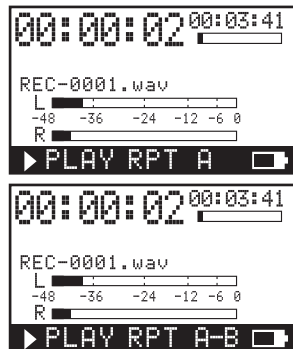 00:00:02 00:03:41
REC-0001.wav
L
-48 -36 -24 -12 -6 0
R
PLAY RPT A
00:00:02 00:03:41
REC-0001.wav
L
-48 -36 -24 -12 -6 0
R
PLAY RPT A-B